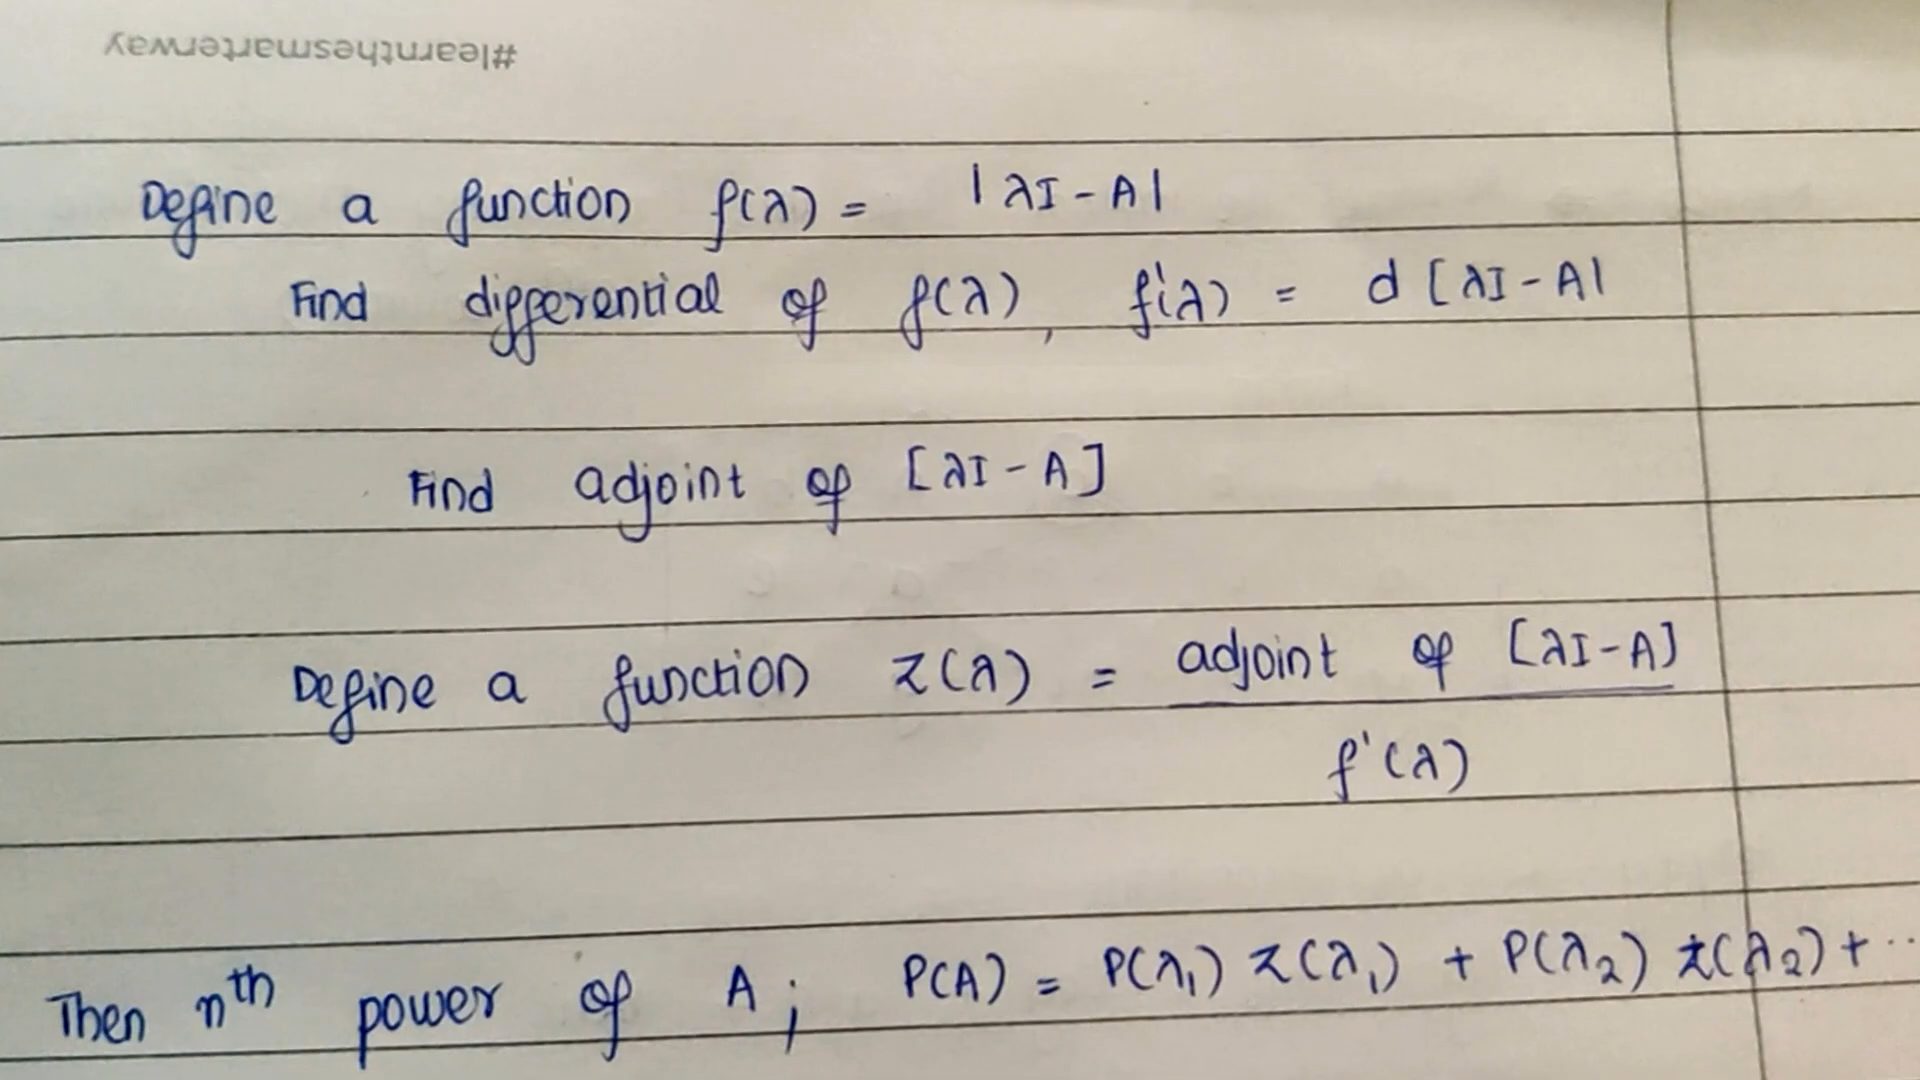 #learnthesmarterway
Define a function f(λ) = |λI - A|
Find differential of f(λ), f'(λ) = d[λI - A|
Find adjoint of [λI - A]
Define a function Z(λ) = adjoint of [λI - A]
f'(λ)
Then nth power of A; P(A) = P(λ₁) Z(λ₁) + P(λ₂) Z(λ₂) + ..